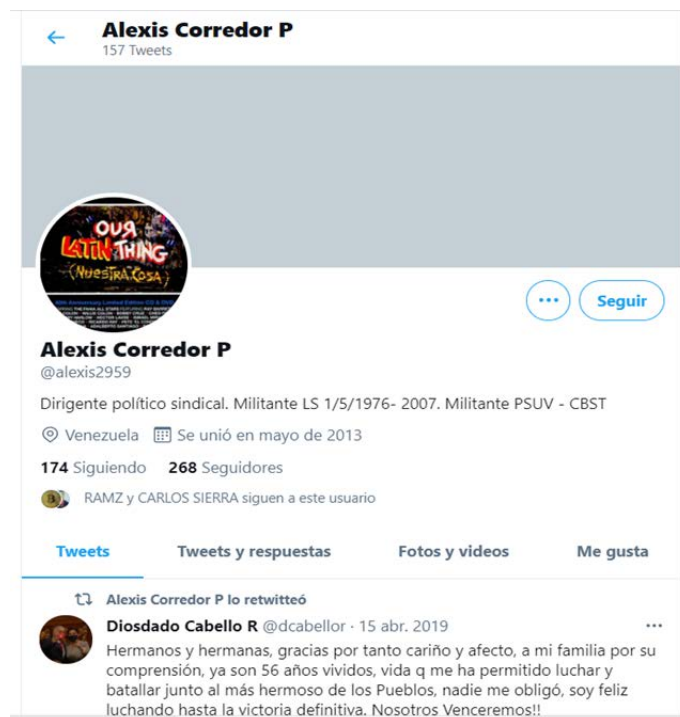 Alexis Corredor P
157 Tweets
OUR
LATIN THING
(NUESTRA COSA)
Seguir
Alexis Corredor P
@alexis2959
Dirigente político sindical. Militante LS 1/5/1976- 2007. Militante PSUV - CBST
Venezuela Se unió en mayo de 2013
174 Siguiendo 268 Seguidores
RAMZ y CARLOS SIERRA siguen a este usuario
Tweets Tweets y respuestas Fotos y videos Me gusta
Alexis Corredor P lo retwitteó
Diosdado Cabello R @dcabellor · 15 abr. 2019
Hermanos y hermanas, gracias por tanto cariño y afecto, a mi familia por su
comprensión, ya son 56 años vividos, vida q me ha permitido luchar y
batallar junto al más hermoso de los Pueblos, nadie me obligó, soy feliz
luchando hasta la victoria definitiva. Nosotros Venceremos!!